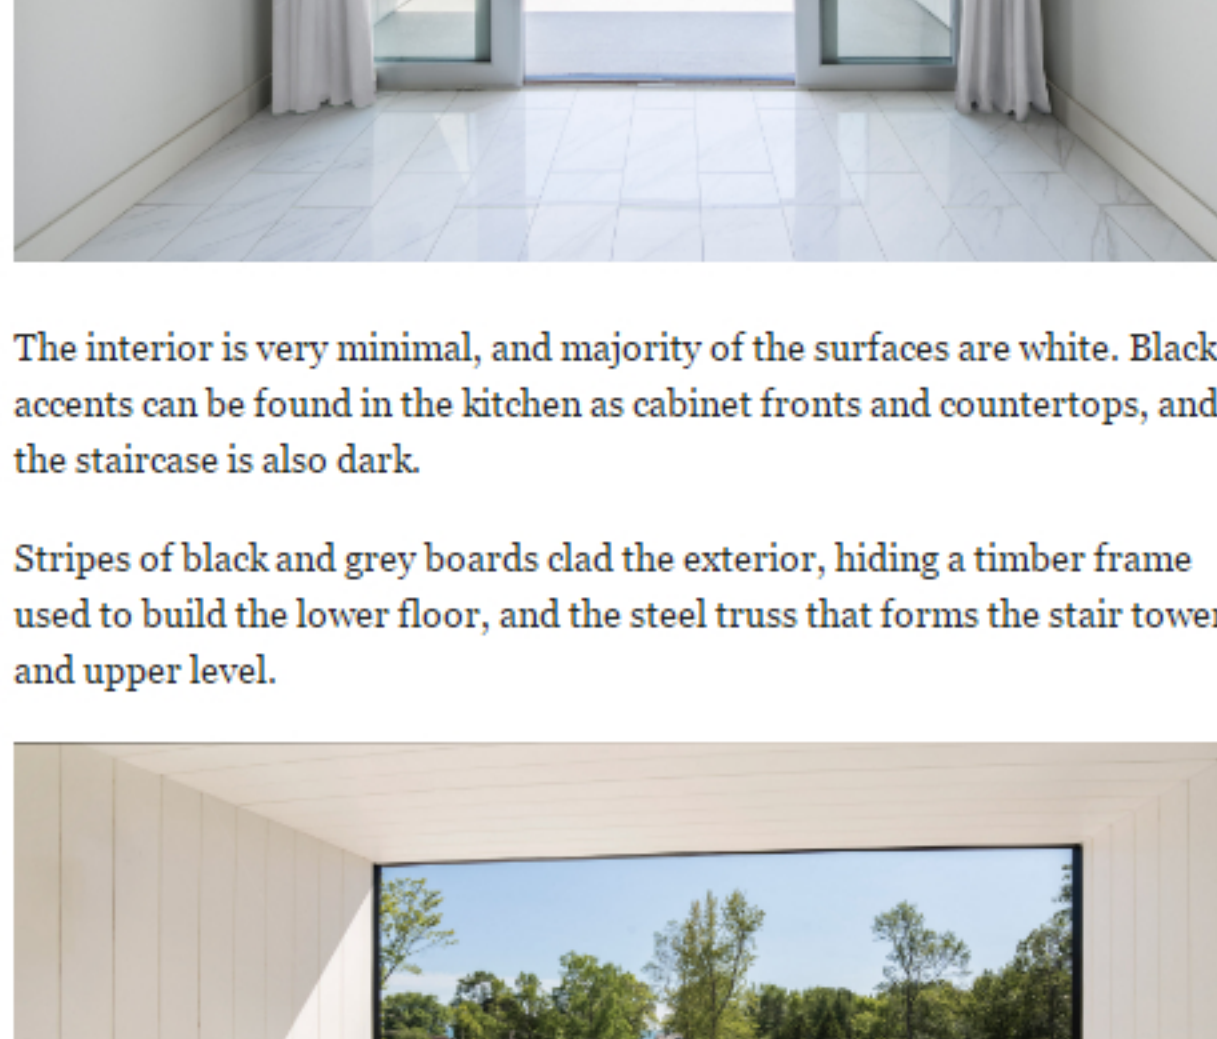 The interior is very minimal, and majority of the surfaces are white. Black
accents can be found in the kitchen as cabinet fronts and countertops, and
the staircase is also dark.
Stripes of black and grey boards clad the exterior, hiding a timber frame
used to build the lower floor, and the steel truss that forms the stair tower
and upper level.